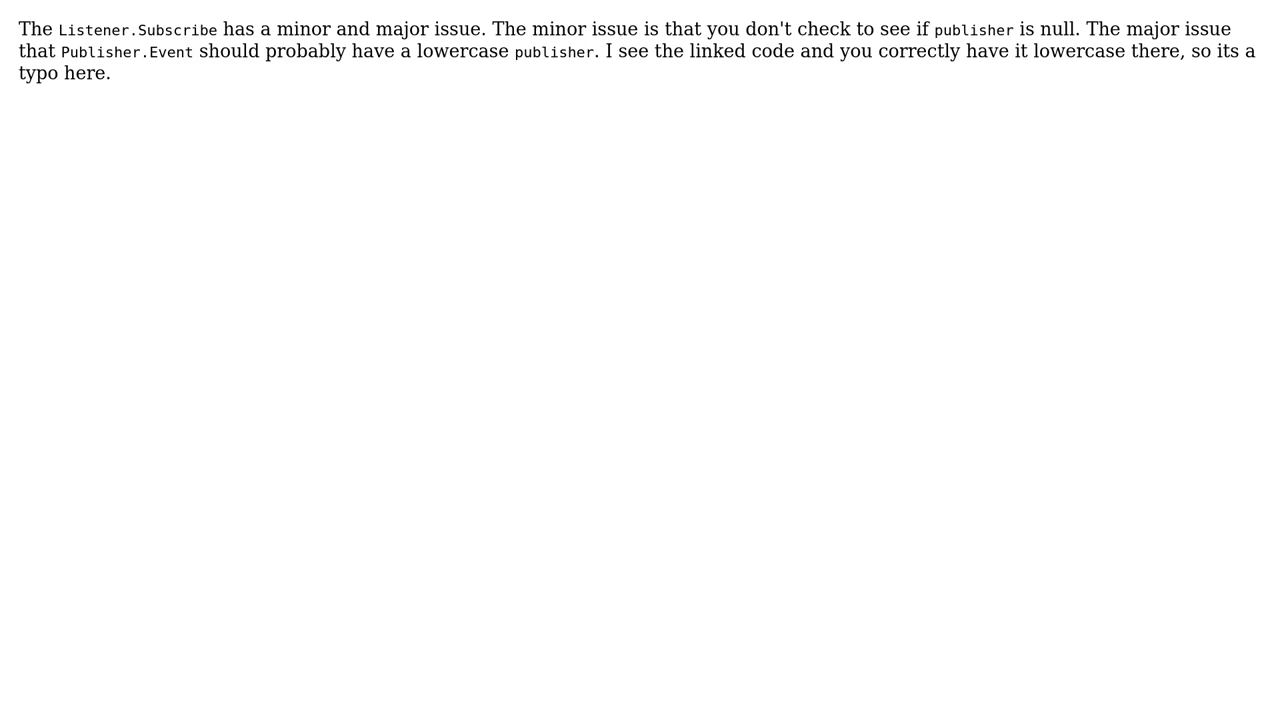 The Listener.Subscribe has a minor and major issue. The minor issue is that you don't check to see if publisher is null. The major issue
that Publisher.Event should probably have a lowercase publisher. I see the linked code and you correctly have it lowercase there, so its a
typo here.